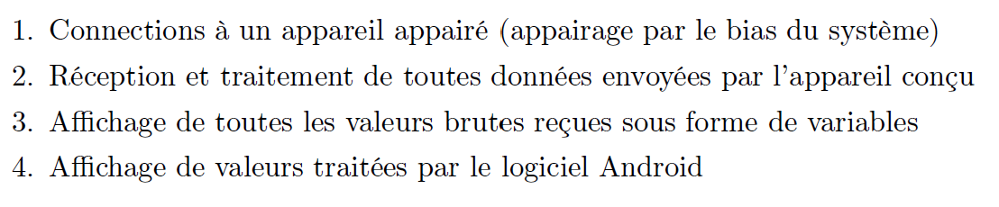 1. Connections à un appareil appairé (appairage par le biais du système)
2. Réception et traitement de toutes données envoyées par l'appareil conçu
3. Affichage de toutes les valeurs brutes reçues sous forme de variables
4. Affichage de valeurs traitées par le logiciel Android